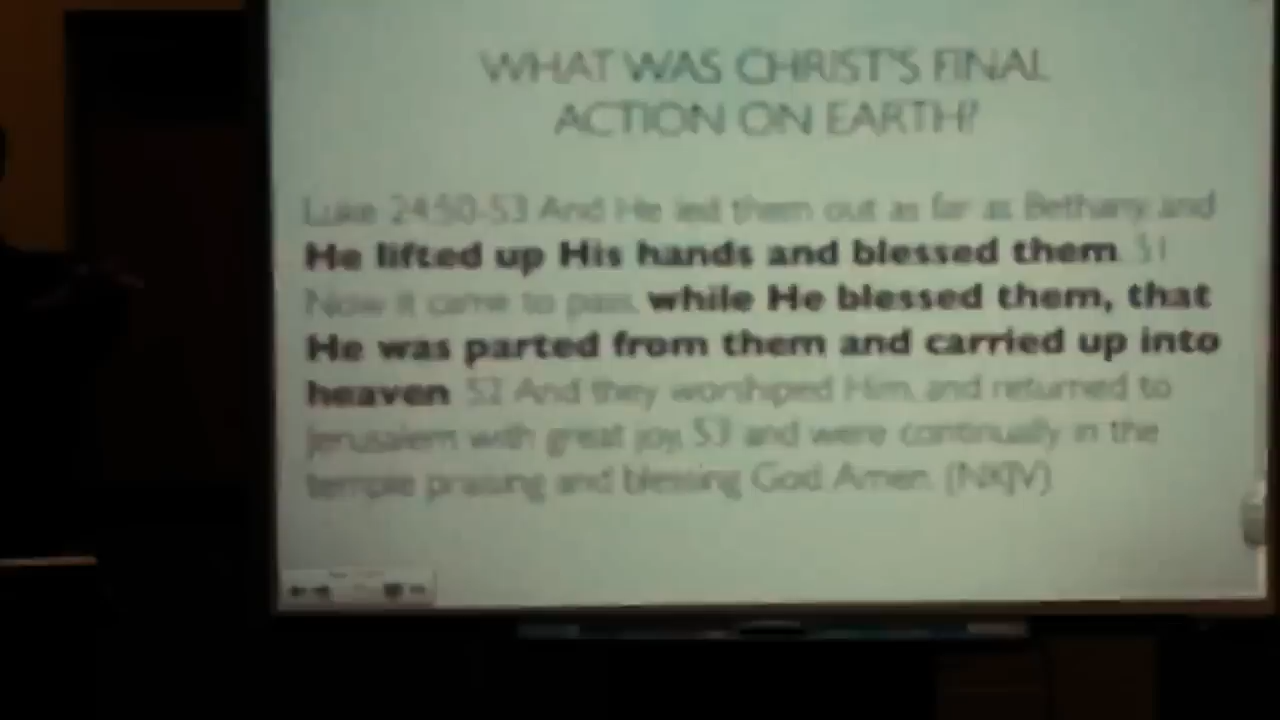 WHAT WAS CHRIST'S FINAL
ACTION ON EARTH?
Luke 24:50-53 And He led them out as far as Bethany and
He lifted up His hands and blessed them 51
Now it came to pass, while He blessed them, that
He was parted from them and carried up into
heaven 52 And they worshiped Him, and returned to
Jerusalem with great joy, 53 and were continually in the
temple praising and blessing God. Amen. (NKJV)